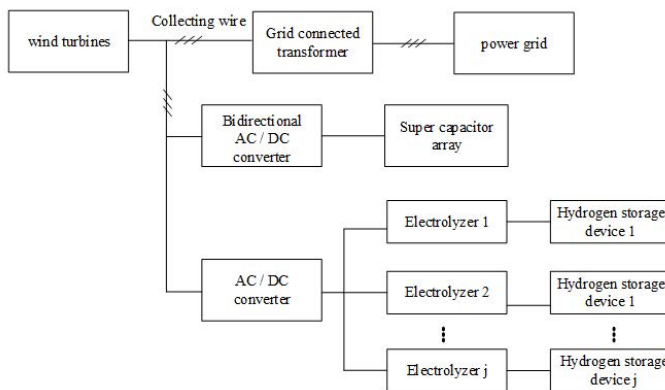 wind turbines
Collecting wire
Grid connected
transformer
power grid
Bidirectional
AC / DC
converter
Super capacitor
array
AC / DC
converter
Electrolyzer 1
Hydrogen storage
device 1
Electrolyzer 2
Hydrogen storage
device 1
Electrolyzer j
Hydrogen storage
device j